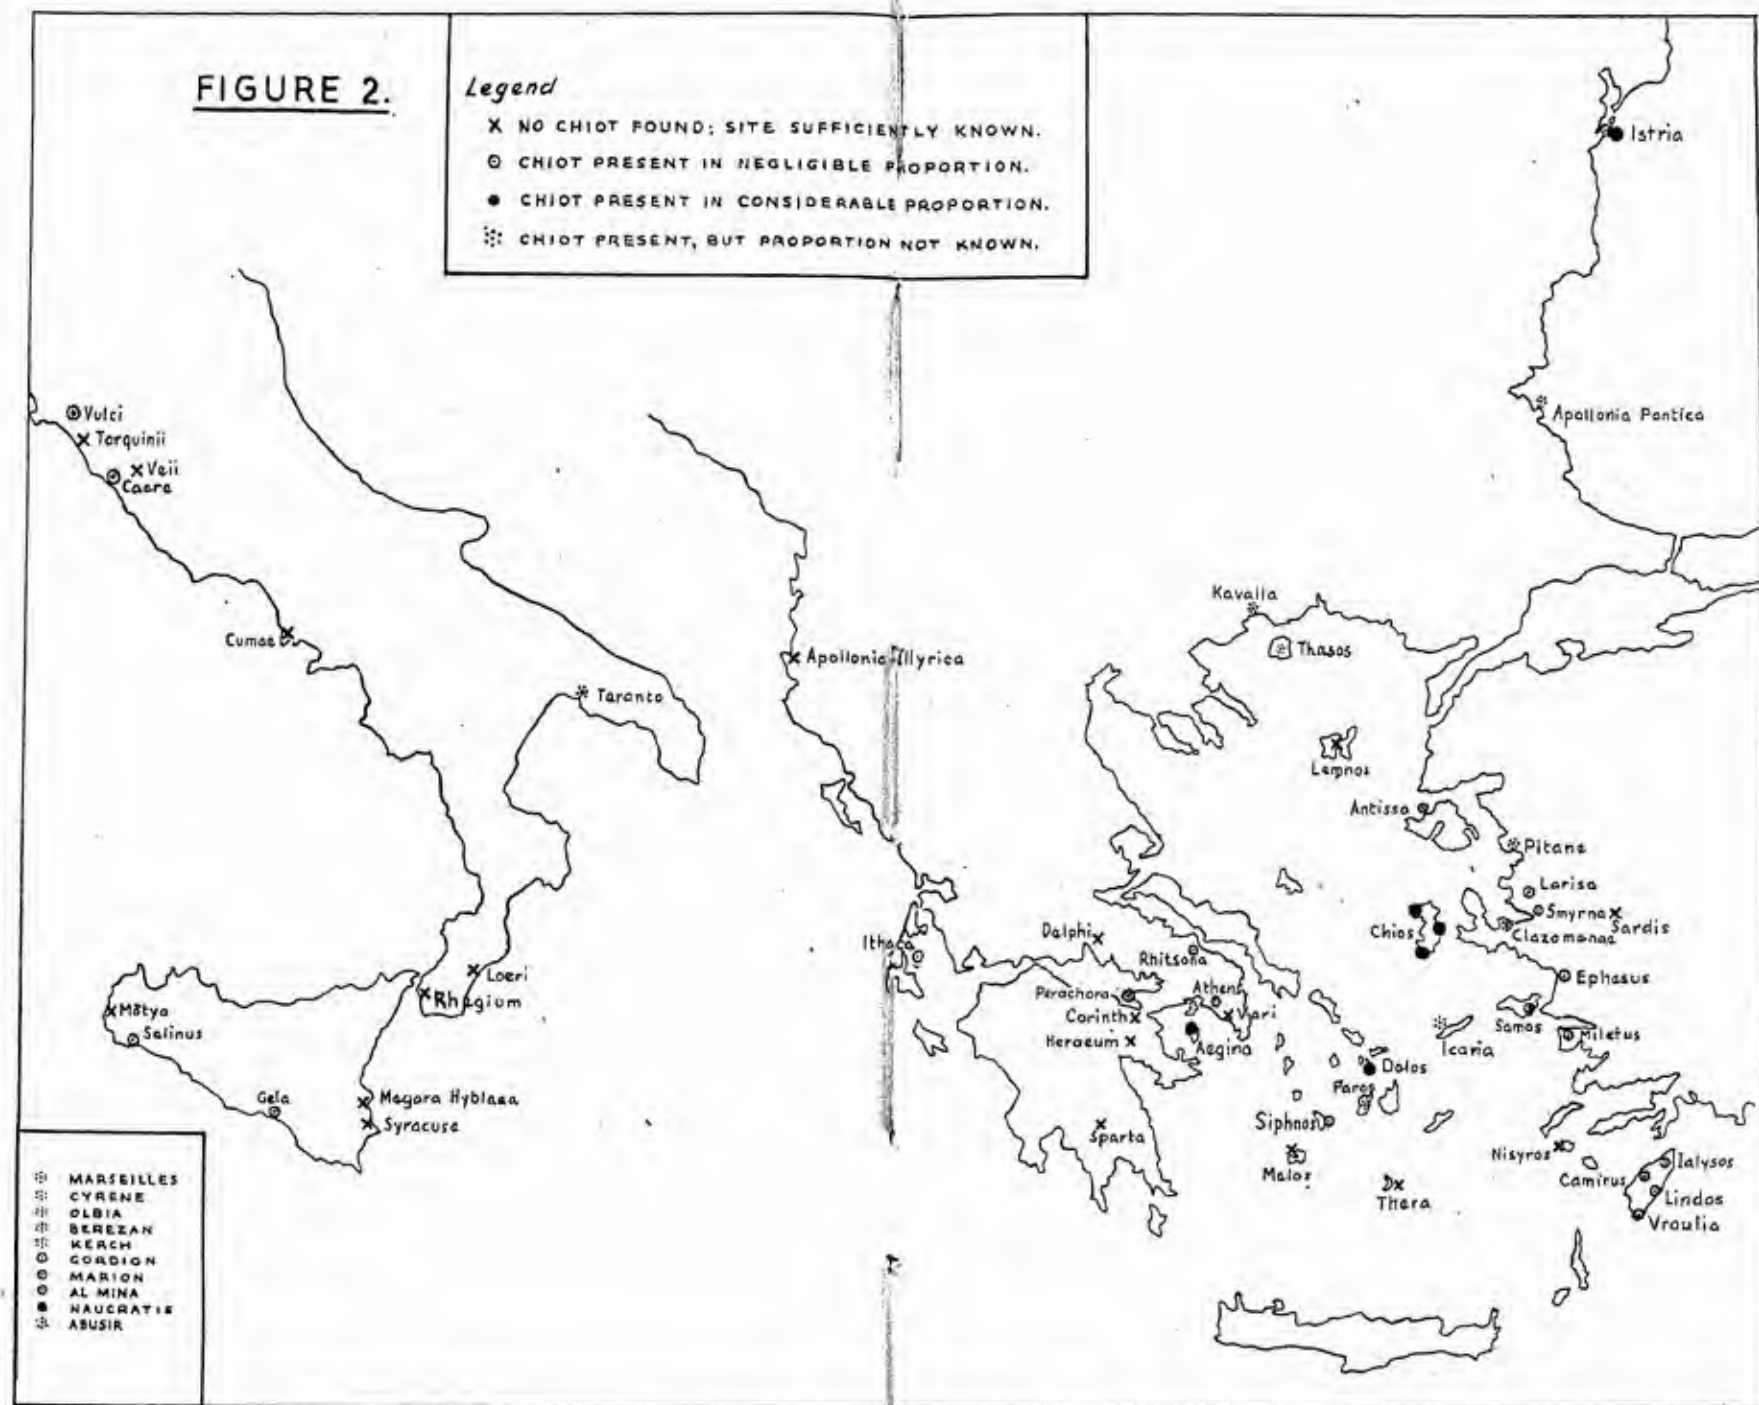 FIGURE 2.
Legend
NO CHIOT FOUND; SITE SUFFICIENTLY KNOWN.
CHIOT PRESENT IN NEGLIGIBLE PROPORTION.
CHIOT PRESENT IN CONSIDERABLE PROPORTION.
CHIOT PRESENT, BUT PROPORTION NOT KNOWN.
Istria
Apollonia Pontica
Vulci
Tarquinii
Veii
Caere
Cumae
Taranto
Apollonia Illyrica
Kavalla
Thasos
Lemnos
Antissa
Pitane
Larisa
Smyrna
Sardis
Clazomenae
Chios
Ephesus
Samos
Miletus
Icaria
Ithaca
Delphi
Rhitsona
Perachora
Athens
Corinth
Vari
Heraeum
Aegina
Delos
Paros
Siphnos
Melos
Thera
Sparta
Nisyros
Ialysos
Camirus
Lindos
Vroulia
Locri
Rhegium
Motya
Selinus
Gela
Megara Hyblaea
Syracuse
MARSEILLES
CYRENE
OLBIA
BEREZAN
KERCH
GORDION
MARION
AL MINA
NAUCRATIS
ABUSIR